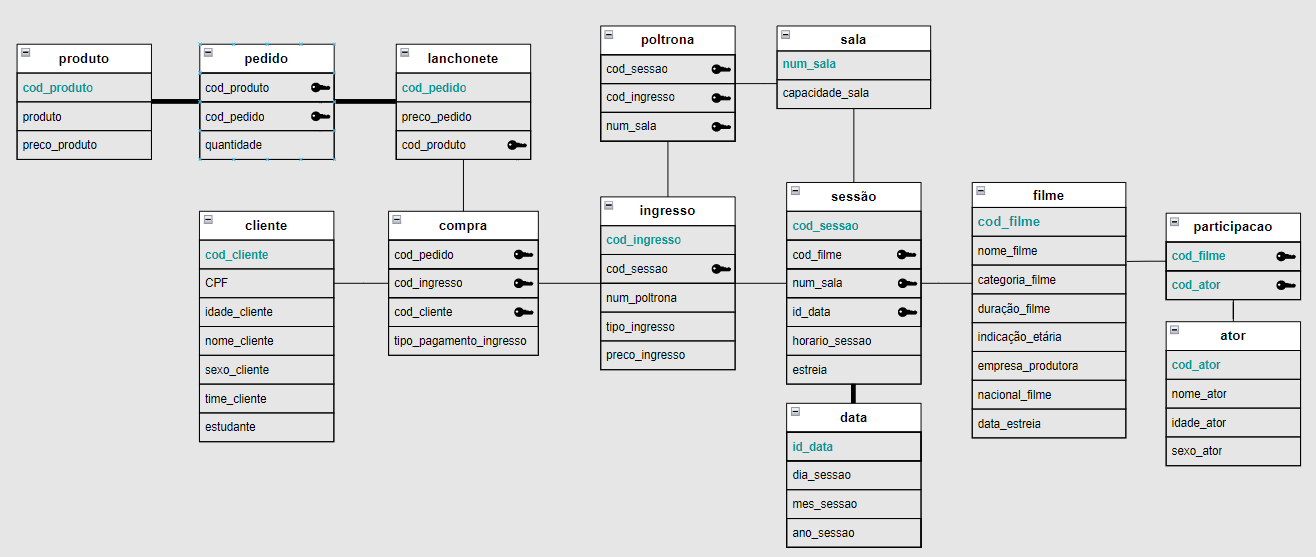 produto
cod_produto
produto
preco_produto
pedido
cod_produto
cod_pedido
quantidade
lanchonete
cod_pedido
preco_pedido
cod_produto
poltrona
cod_sessao
cod_ingresso
num_sala
sala
num_sala
capacidade_sala
cliente
cod_cliente
CPF
idade_cliente
nome_cliente
sexo_cliente
time_cliente
estudante
compra
cod_pedido
cod_ingresso
cod_cliente
tipo_pagamento_ingresso
ingresso
cod_ingresso
cod_sessao
num_poltrona
tipo_ingresso
preco_ingresso
sessão
cod_sessao
cod_filme
num_sala
id_data
horario_sessao
estreia
filme
cod_filme
nome_filme
categoria_filme
duração_filme
indicação_etária
empresa_produtora
nacional_filme
data_estreia
participacao
cod_filme
cod_ator
ator
cod_ator
nome_ator
idade_ator
sexo_ator
data
id_data
dia_sessao
mes_sessao
ano_sessao